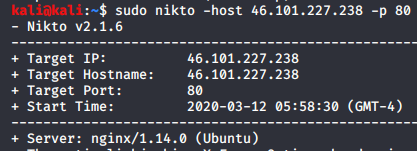 kali@kali:~$ sudo nikto -host 46.101.227.238 -p 80
- Nikto v2.1.6
---------------------------------------------------
+ Target IP: 46.101.227.238
+ Target Hostname: 46.101.227.238
+ Target Port: 80
+ Start Time: 2020-03-12 05:58:30 (GMT-4)
---------------------------------------------------
+ Server: nginx/1.14.0 (Ubuntu)